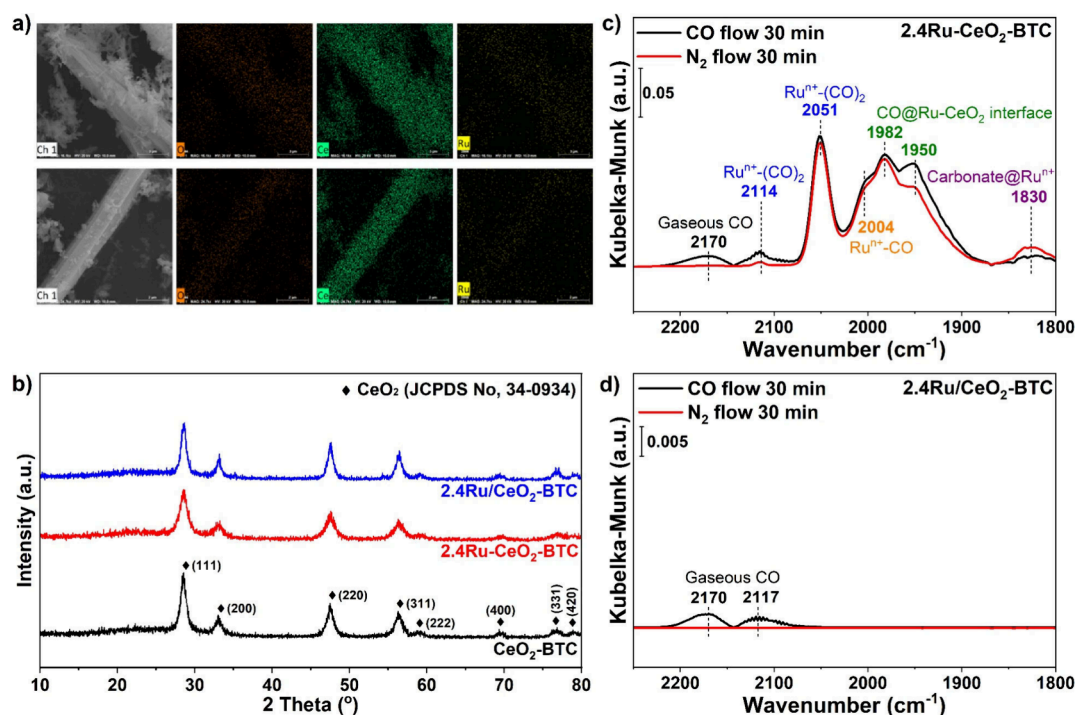 a)
Ch 1
O
Ce
Ru
Ch 1
O
Ce
Ru
b)
◆ CeO₂ (JCPDS No, 34-0934)
2.4Ru/CeO₂-BTC
2.4Ru-CeO₂-BTC
(111)
(200)
(220)
(311)
(222)
(400)
(331)
(420)
CeO₂-BTC
Intensity (a.u.)
10 20 30 40 50 60 70 80
2 Theta (°)
c)
CO flow 30 min
N₂ flow 30 min
2.4Ru-CeO₂-BTC
0.05
Ruⁿ⁺-(CO)₂
2051
CO@Ru-CeO₂ interface
1982
1950
Ruⁿ⁺-(CO)₂
2114
Carbonate@Ruⁿ⁺
1830
Gaseous CO
2170
2004
Ruⁿ⁺-CO
Kubelka-Munk (a.u.)
2200 2100 2000 1900 1800
Wavenumber (cm⁻¹)
d)
CO flow 30 min
N₂ flow 30 min
2.4Ru/CeO₂-BTC
0.005
Gaseous CO
2170 2117
Kubelka-Munk (a.u.)
2200 2100 2000 1900 1800
Wavenumber (cm⁻¹)